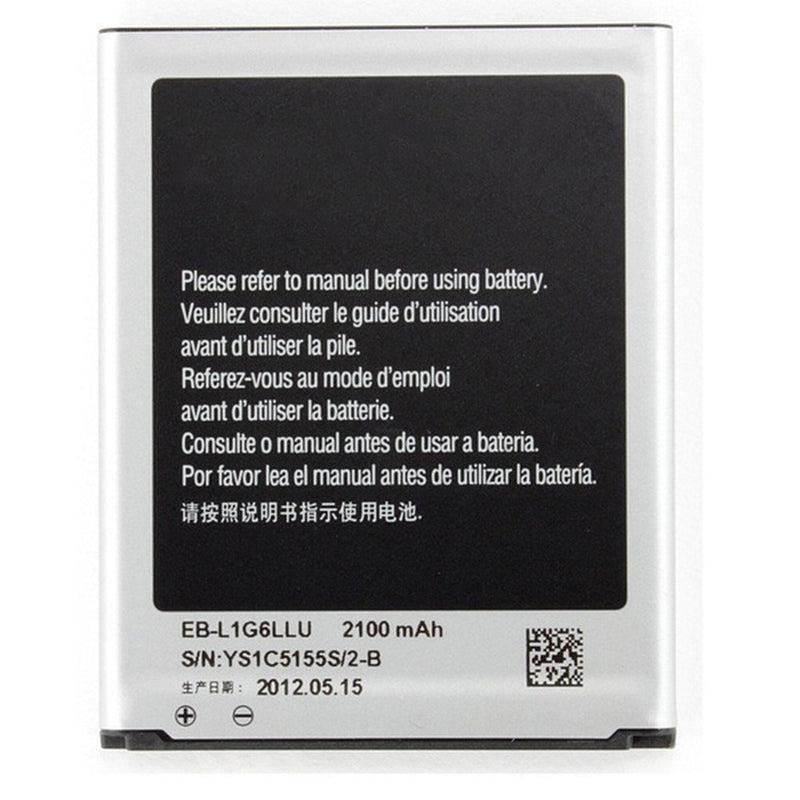 Please refer to manual before using battery.
Veuillez consulter le guide d'utilisation
avant d'utiliser la pile.
Referez-vous au mode d'emploi
avant d'utiliser la batterie.
Consulte o manual antes de usar a bateria.
Por favor lea el manual antes de utilizar la batería.
请按照说明书指示使用电池.
EB-L1G6LLU 2100 mAh
S/N:YS1C5155S/2-B
生产日期： 2012.05.15